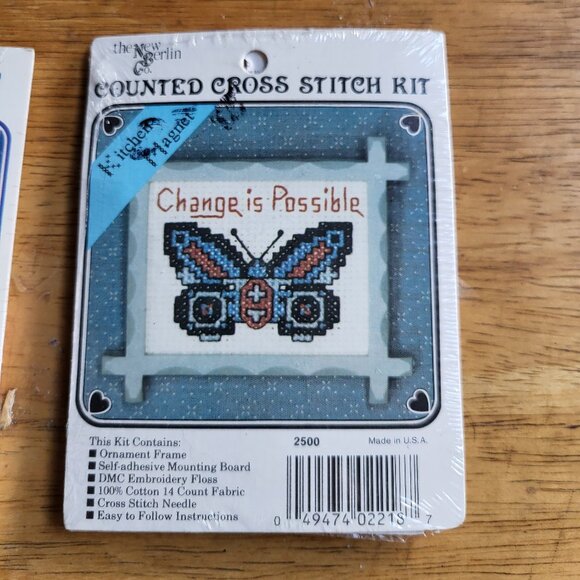 the New Berlin Co.
COUNTED CROSS STITCH KIT
Kitchen Magnet
Change is Possible
This Kit Contains:
Ornament Frame
Self-adhesive Mounting Board
DMC Embroidery Floss
100% Cotton 14 Count Fabric
Cross Stitch Needle
Easy to Follow Instructions
2500
Made in U.S.A.
0 49474 02218 7